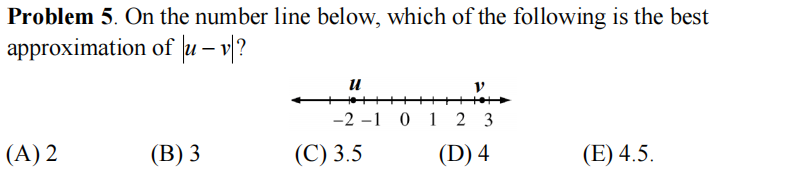 Problem 5. On the number line below, which of the following is the best
approximation of |u – v|?
u v
–2 –1 0 1 2 3
(A) 2 (B) 3 (C) 3.5 (D) 4 (E) 4.5.